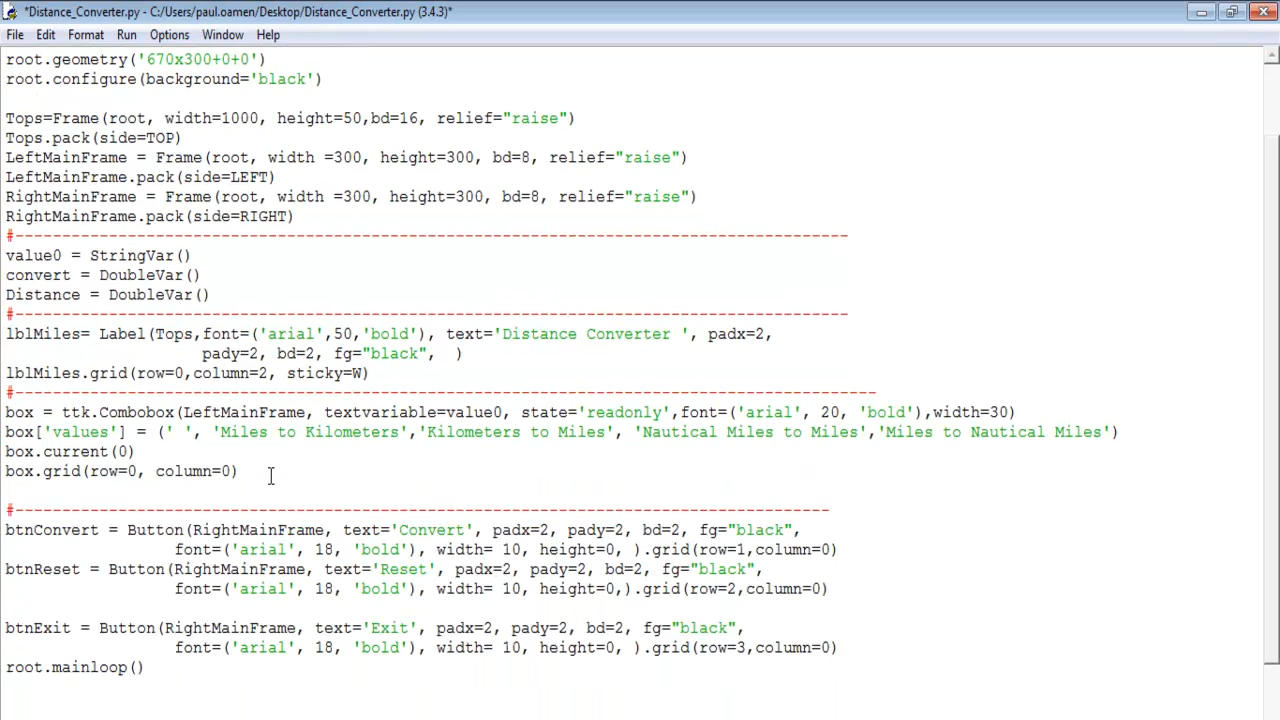 *Distance_Converter.py - C:/Users/paul.oamen/Desktop/Distance_Converter.py (3.4.3)*
File Edit Format Run Options Window Help
root.geometry('670x300+0+0')
root.configure(background='black')
Tops=Frame(root, width=1000, height=50,bd=16, relief="raise")
Tops.pack(side=TOP)
LeftMainFrame = Frame(root, width =300, height=300, bd=8, relief="raise")
LeftMainFrame.pack(side=LEFT)
RightMainFrame = Frame(root, width =300, height=300, bd=8, relief="raise")
RightMainFrame.pack(side=RIGHT)
#-----------------------------------------------------------------------------------------
value0 = StringVar()
convert = DoubleVar()
Distance = DoubleVar()
#-----------------------------------------------------------------------------------------
lblMiles= Label(Tops,font=('arial',50,'bold'), text='Distance Converter ', padx=2,
                     pady=2, bd=2, fg="black",  )
lblMiles.grid(row=0,column=2, sticky=W)
#--------------------------------------------------------------------------------------------
box = ttk.Combobox(LeftMainFrame, textvariable=value0, state='readonly',font=('arial', 20, 'bold'),width=30)
box['values'] = (' ', 'Miles to Kilometers','Kilometers to Miles', 'Nautical Miles to Miles','Miles to Nautical Miles')
box.current(0)
box.grid(row=0, column=0)
#---------------------------------------------------------------------------------------
btnConvert = Button(RightMainFrame, text='Convert', padx=2, pady=2, bd=2, fg="black",
                  font=('arial', 18, 'bold'), width= 10, height=0, ).grid(row=1,column=0)
btnReset = Button(RightMainFrame, text='Reset', padx=2, pady=2, bd=2, fg="black",
                  font=('arial', 18, 'bold'), width= 10, height=0,).grid(row=2,column=0)
btnExit = Button(RightMainFrame, text='Exit', padx=2, pady=2, bd=2, fg="black",
                  font=('arial', 18, 'bold'), width= 10, height=0, ).grid(row=3,column=0)
root.mainloop()